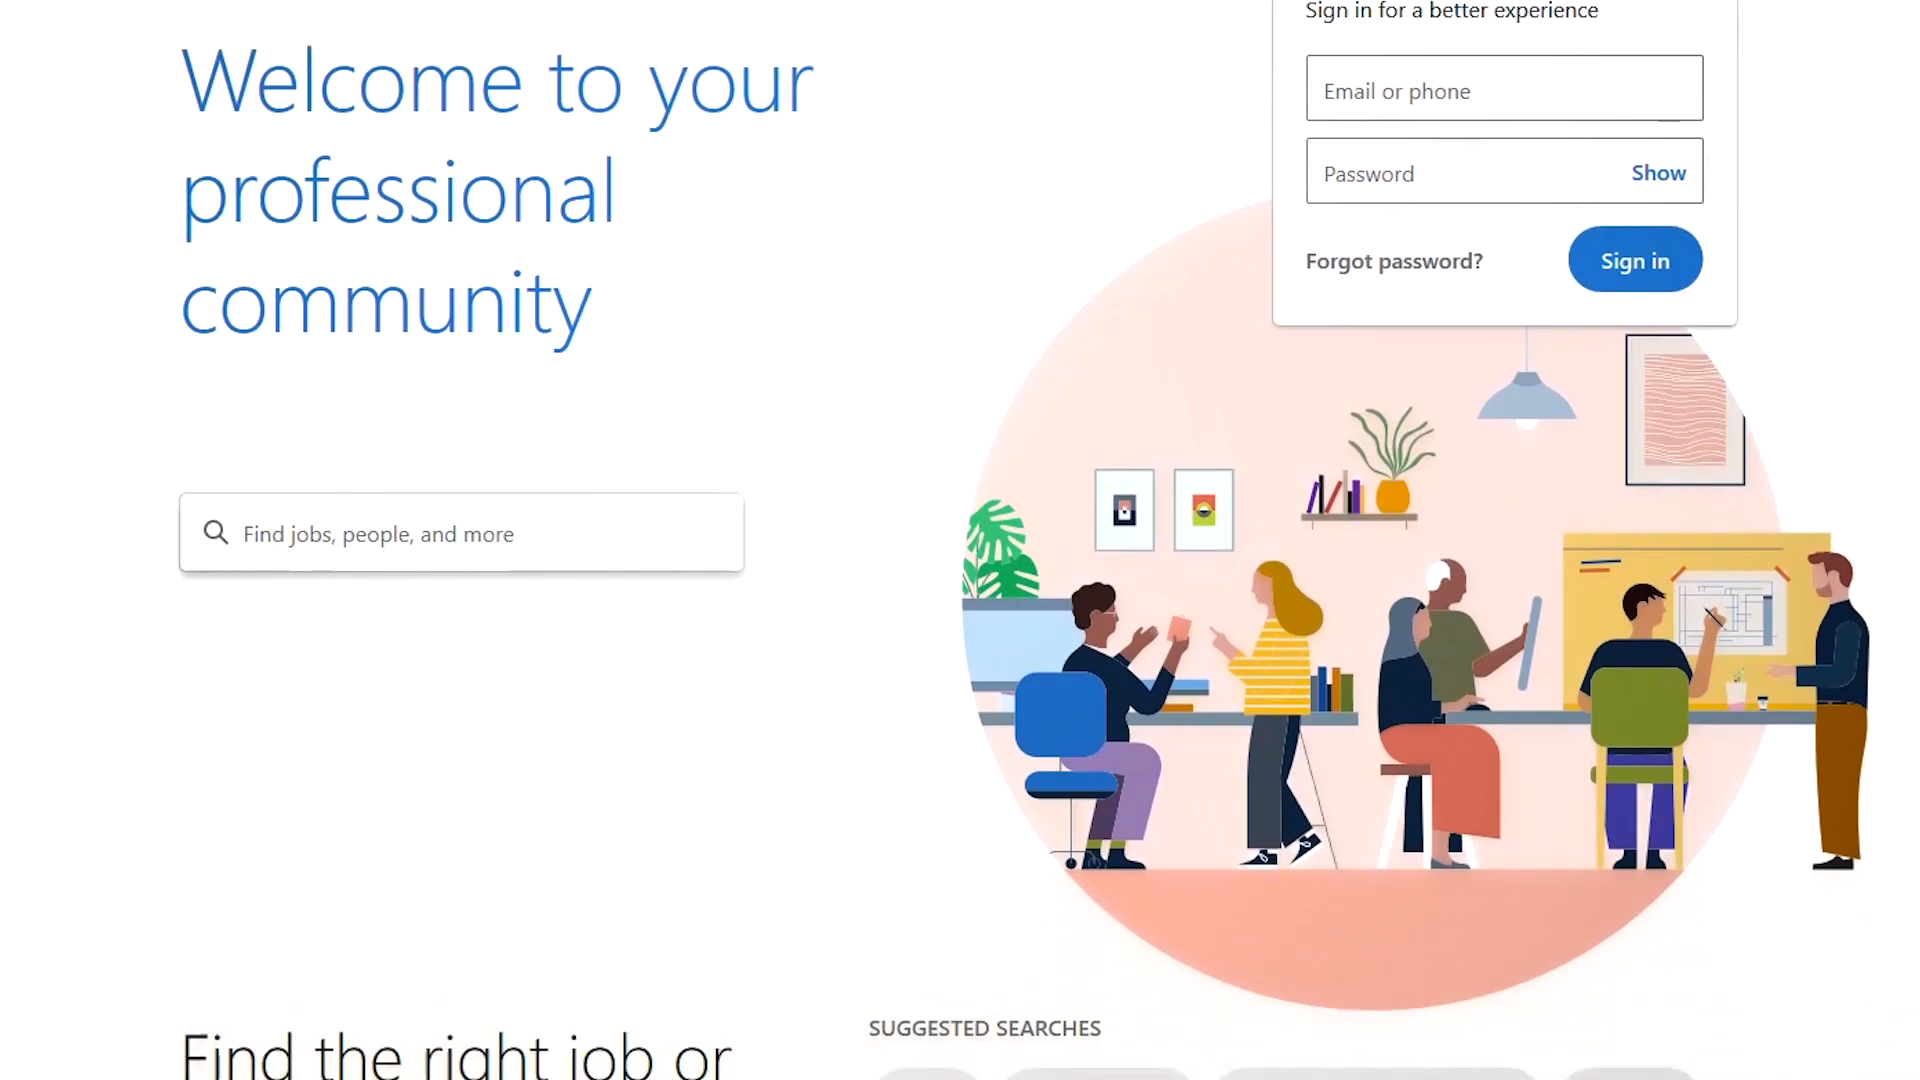 Sign in for a better experience
Welcome to your
professional
community
Email or phone
Password
Show
Forgot password?
Sign in
Find jobs, people, and more
SUGGESTED SEARCHES
Find the right job or